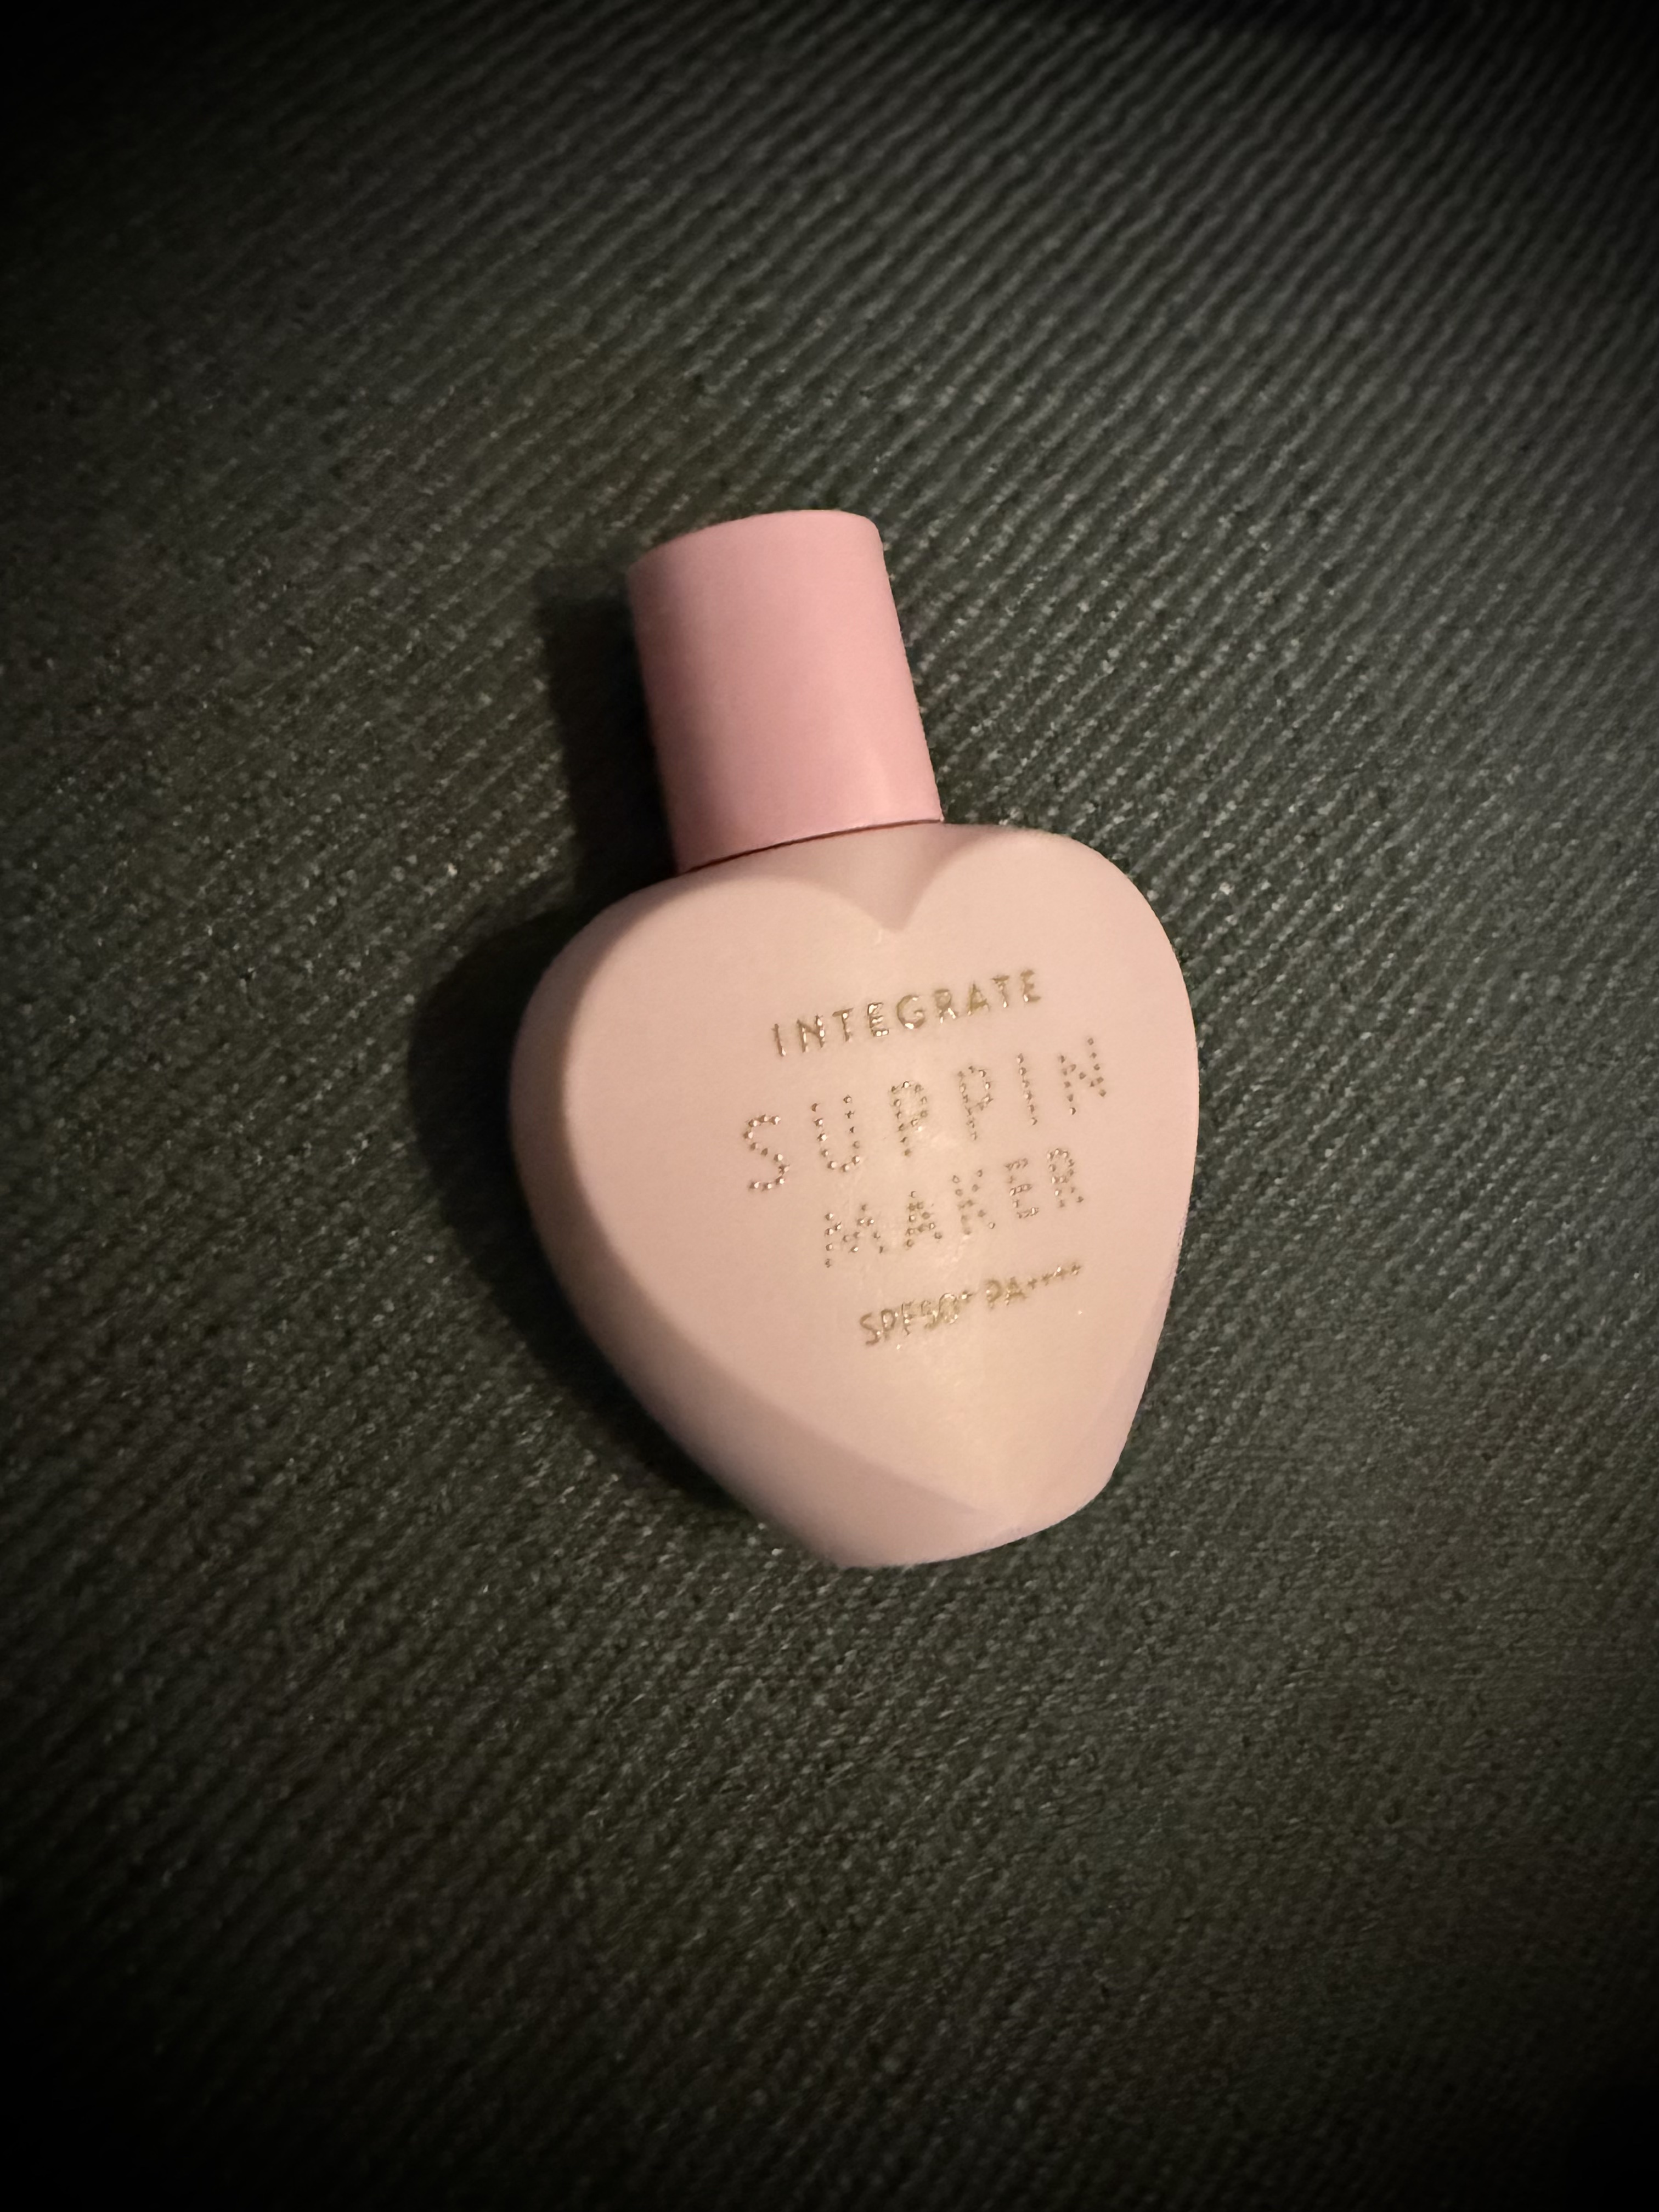 INTEGRATE
SUPPIN
MAKER
SPF50+ PA++++